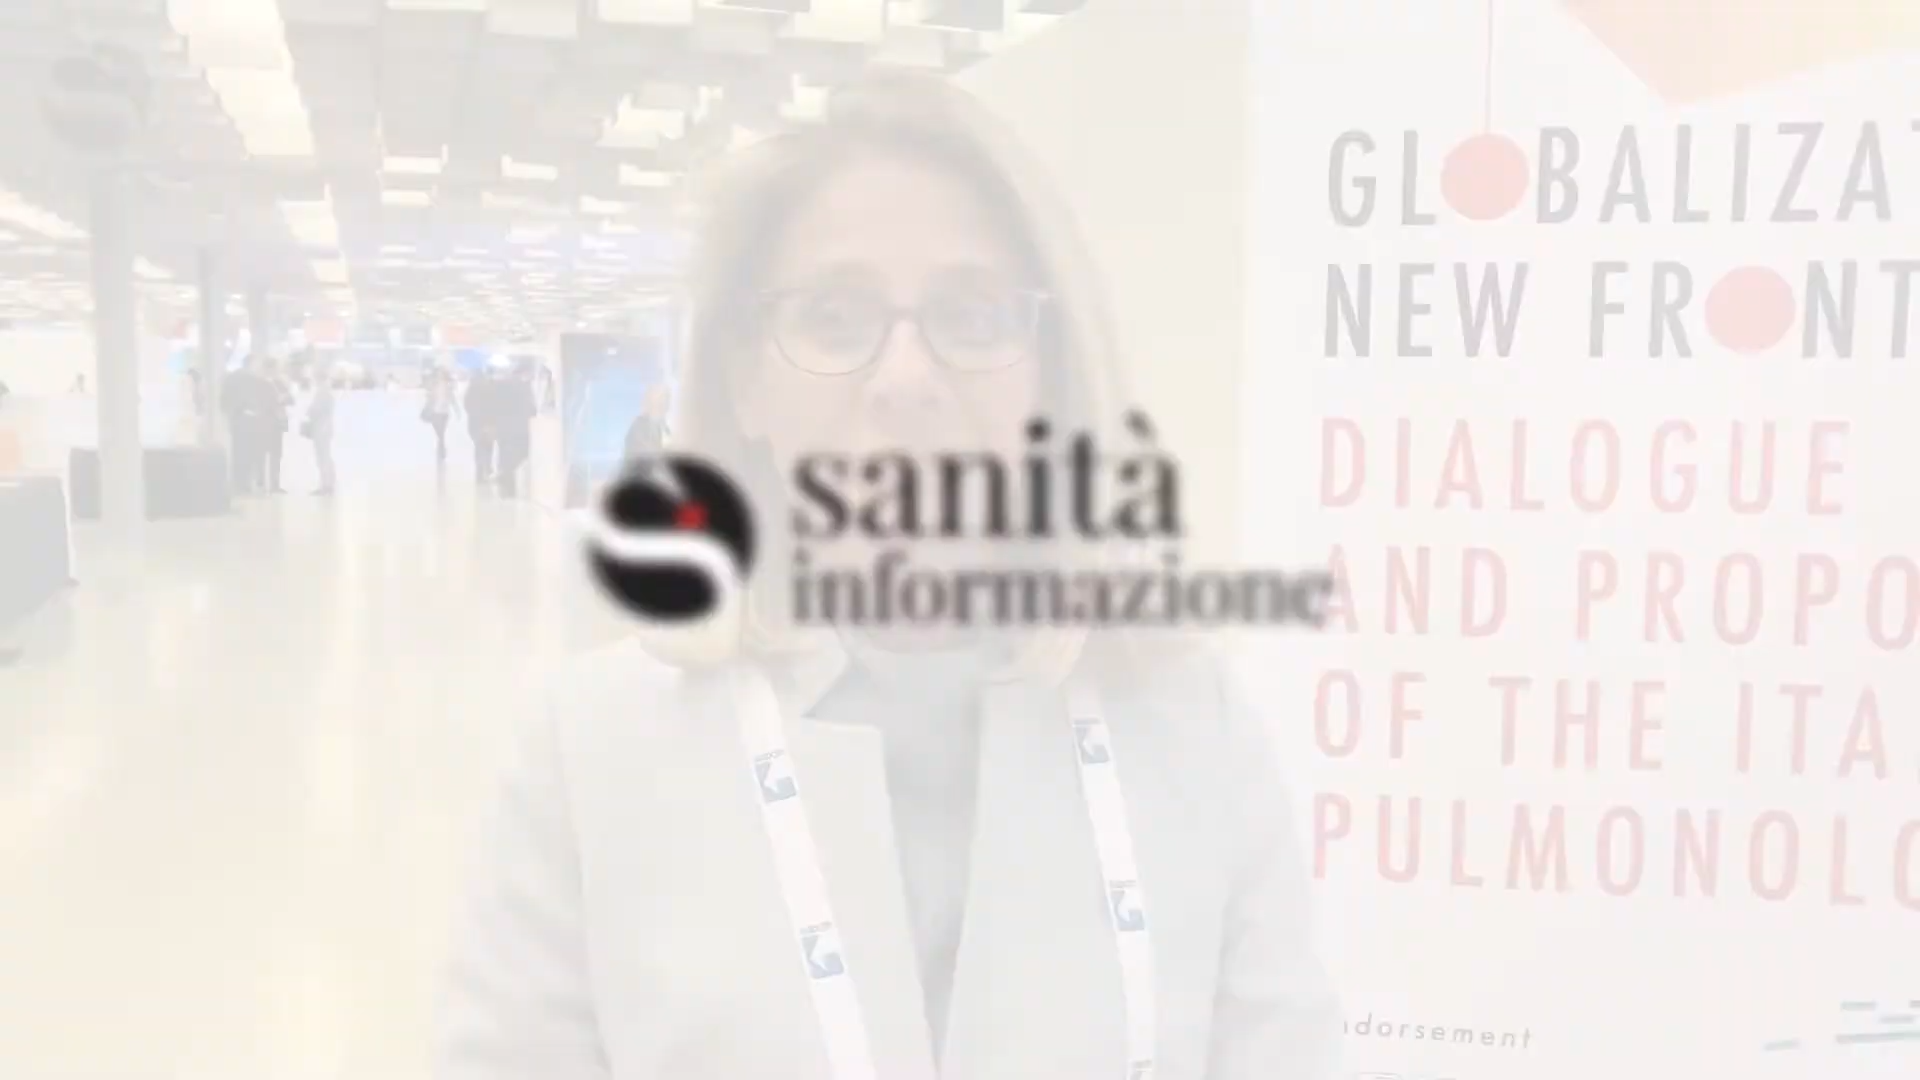 sanità
informazione
GLOBALIZAT
NEW FRONT
DIALOGUE
AND PROPO
OF THE ITA
PULMONOLO
ndorsement